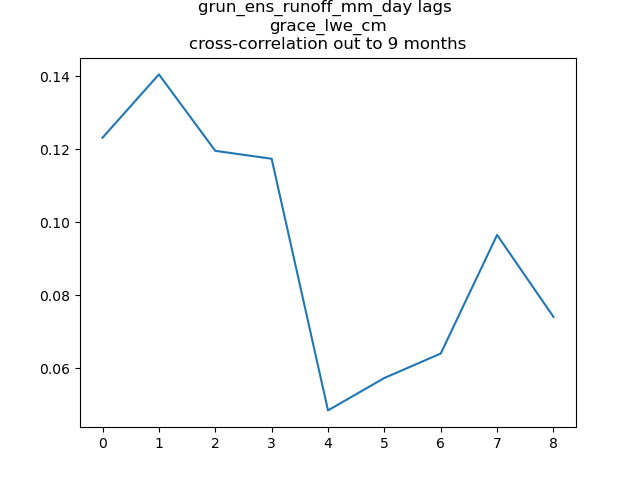 grun_ens_runoff_mm_day lags
grace_lwe_cm
cross-correlation out to 9 months
0.14
0.12
0.10
0.08
0.06
0 1 2 3 4 5 6 7 8